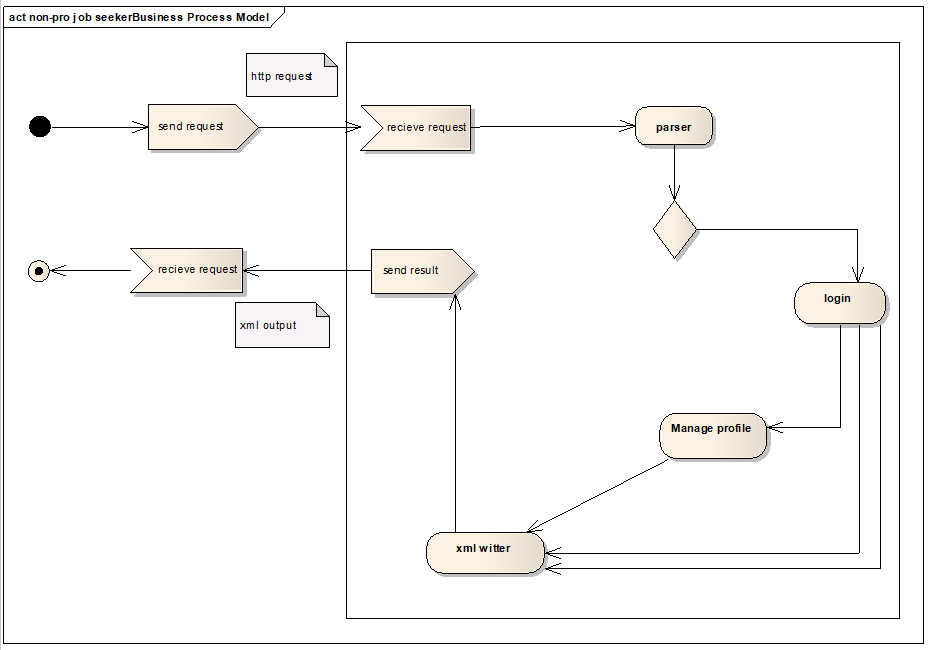 act non-pro job seekerBusiness Process Model
http request
send request
recieve request
parser
recieve request
send result
login
xml output
Manage profile
xml witter